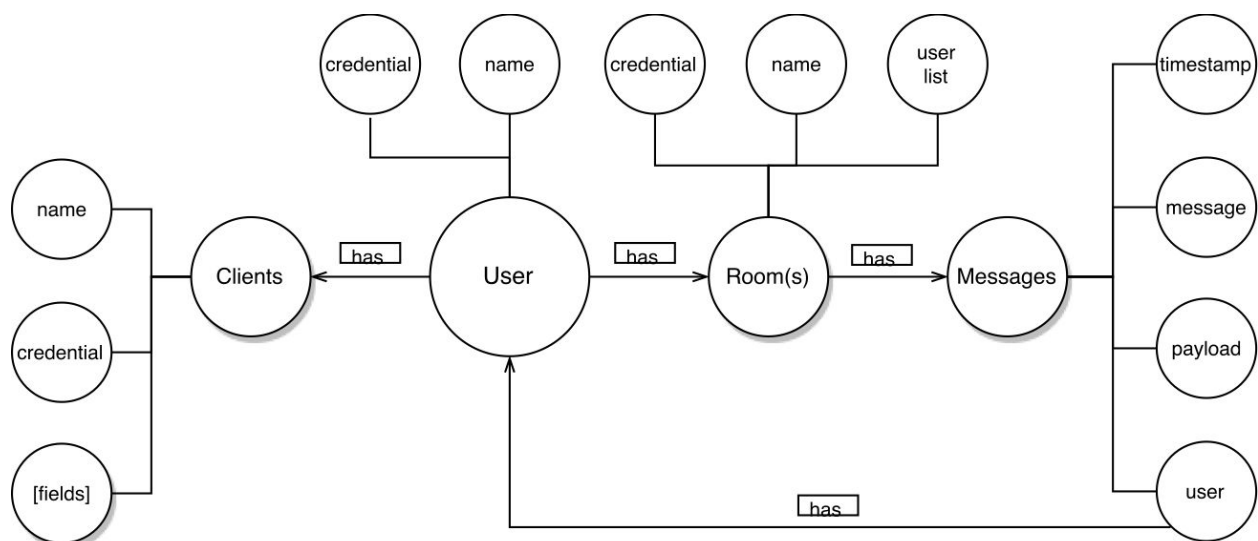 credential
name
credential
name
user
list
timestamp
name
message
has
has
has
Clients
User
Room(s)
Messages
credential
payload
[fields]
user
has